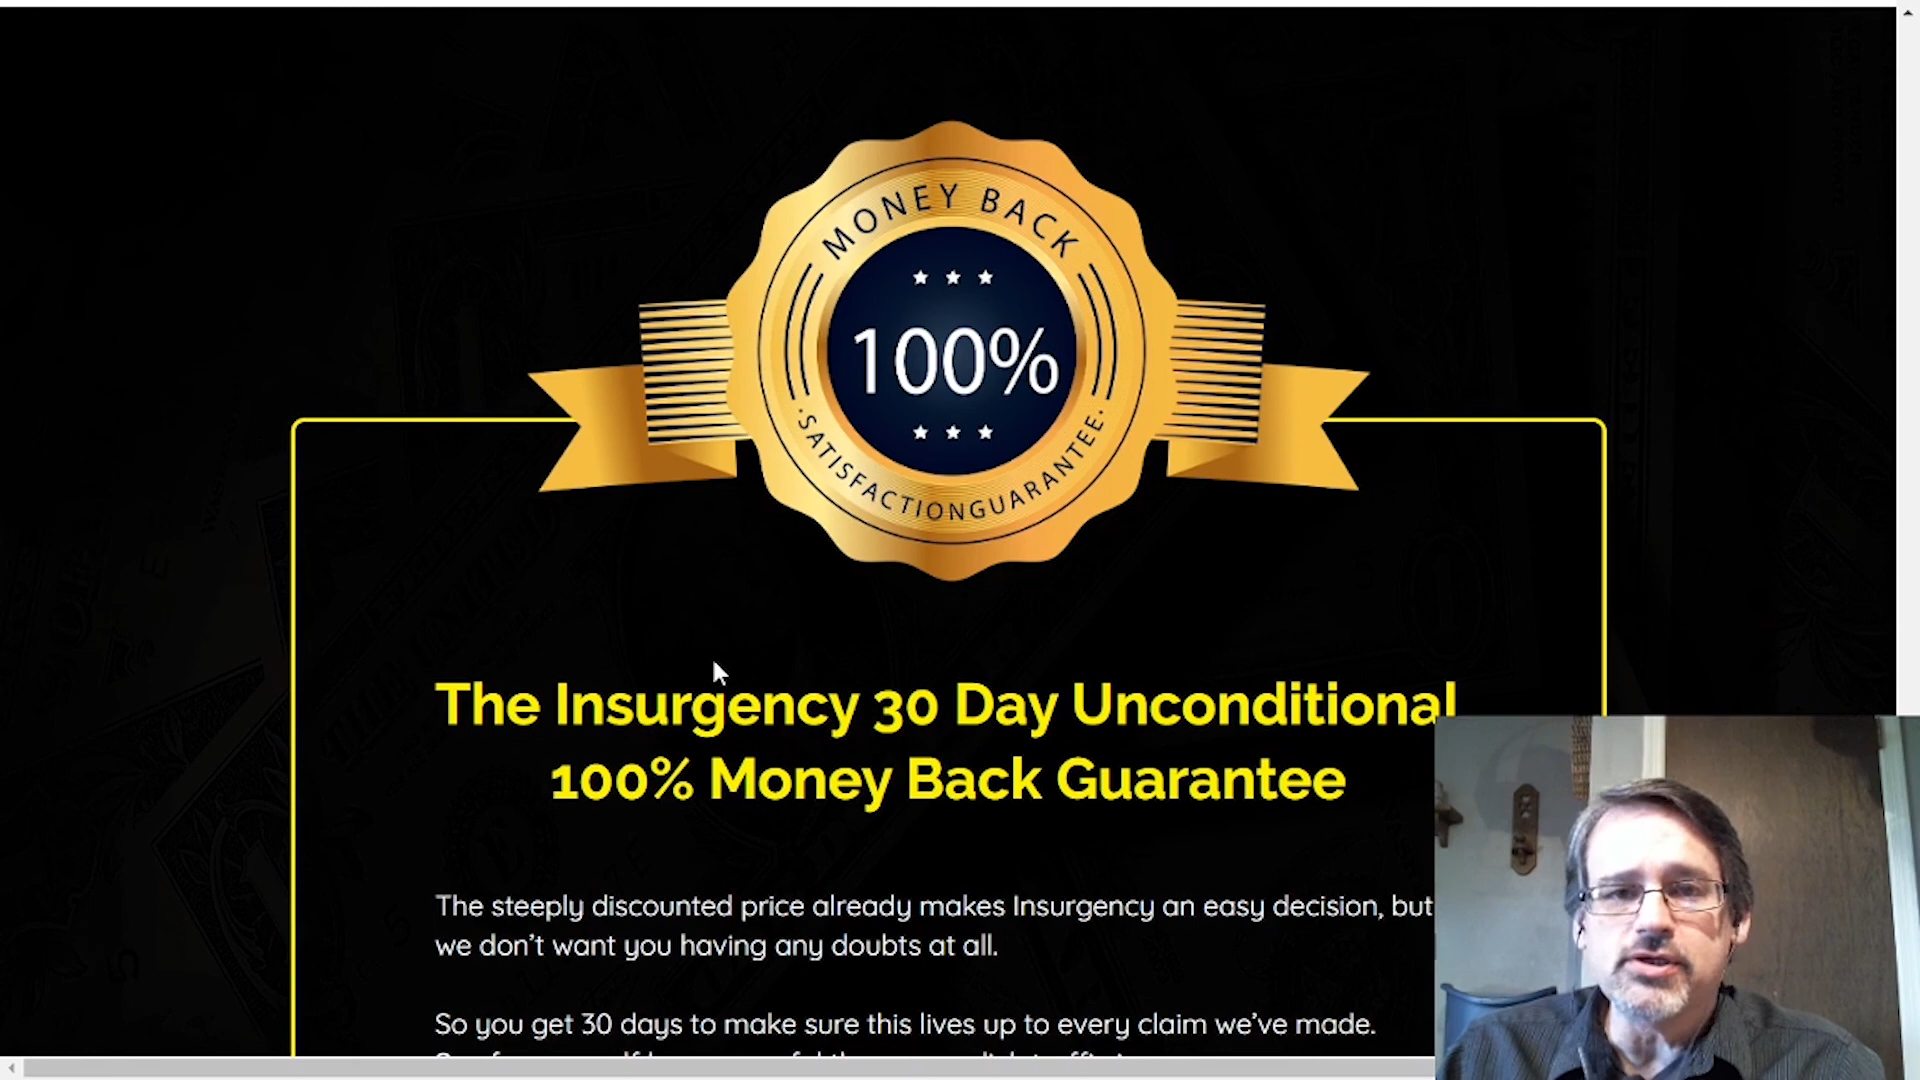 MONEY BACK
100%
·SATISFACTIONGUARANTEE·
The Insurgency 30 Day Unconditional
100% Money Back Guarantee
The steeply discounted price already makes Insurgency an easy decision, but
we don't want you having any doubts at all.
So you get 30 days to make sure this lives up to every claim we've made.